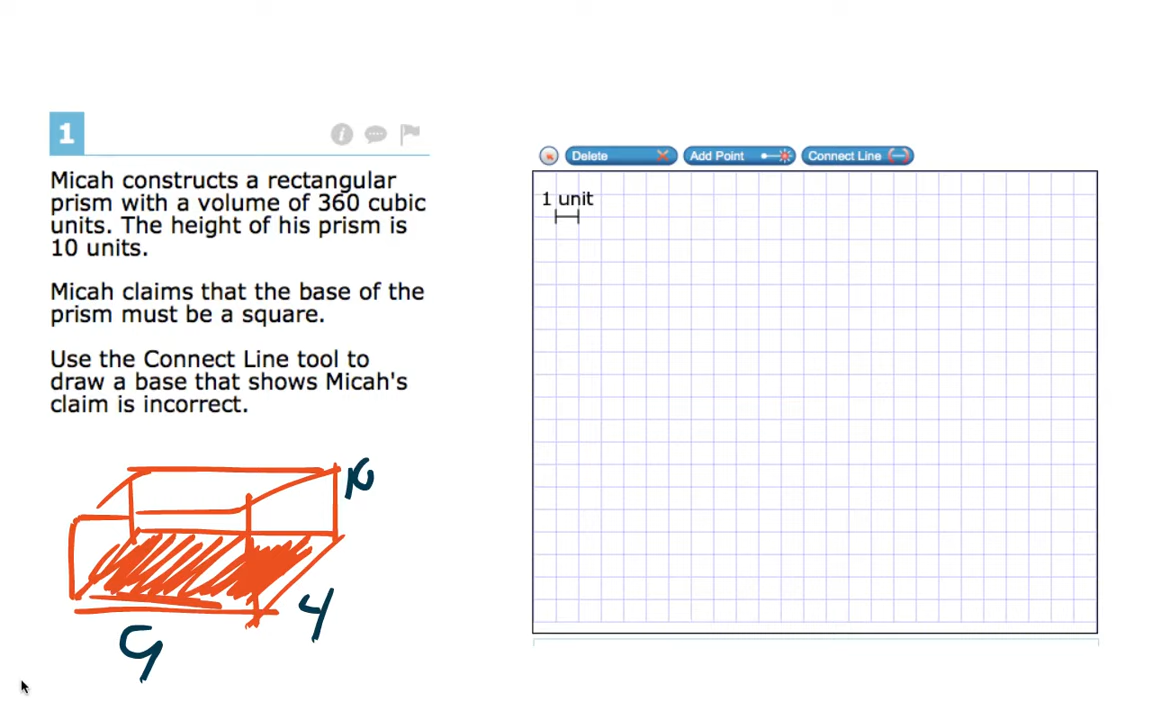 1
Micah constructs a rectangular
prism with a volume of 360 cubic
units. The height of his prism is
10 units.
Micah claims that the base of the
prism must be a square.
Use the Connect Line tool to
draw a base that shows Micah's
claim is incorrect.
10
4
9
Delete
Add Point
Connect Line
1 unit